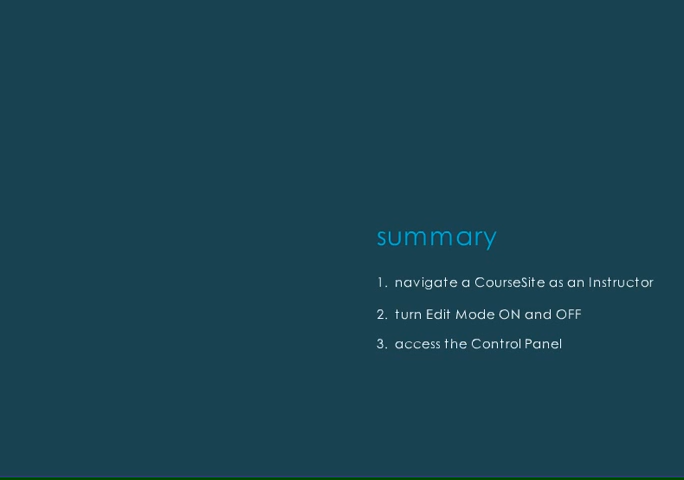 summary
1. navigate a CourseSite as an Instructor
2. turn Edit Mode ON and OFF
3. access the Control Panel